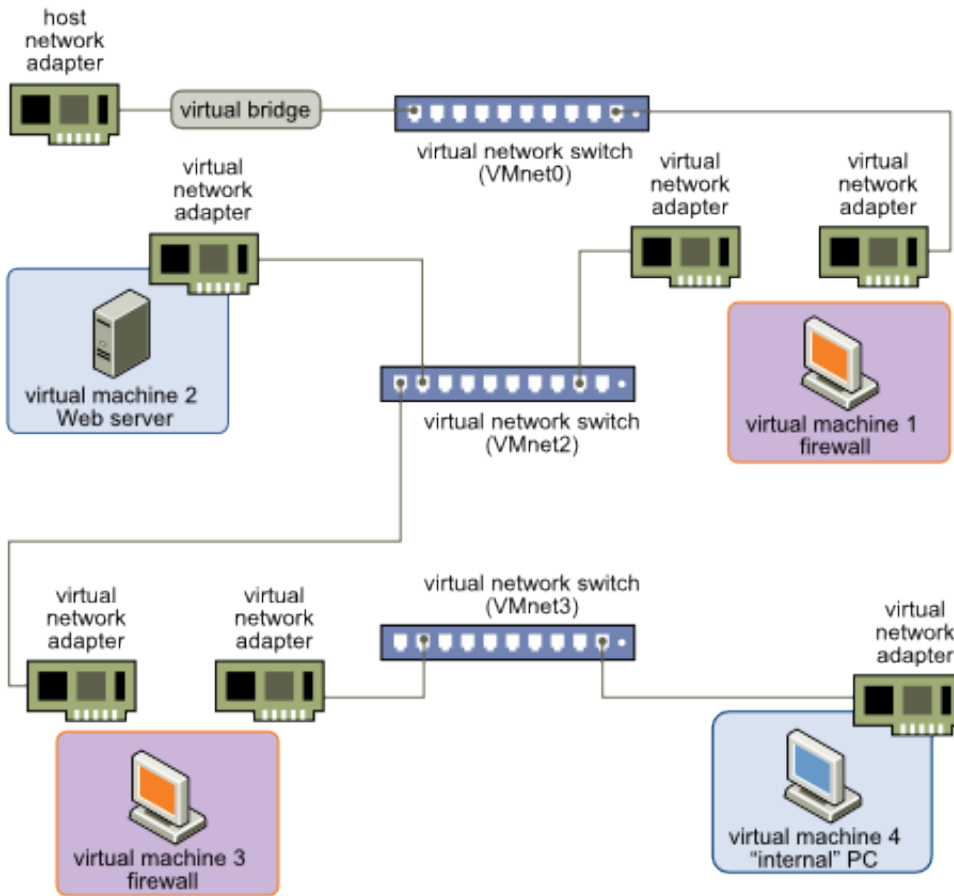 host
network
adapter
virtual bridge
virtual network switch
(VMnet0)
virtual
network
adapter
virtual
network
adapter
virtual
network
adapter
virtual machine 2
Web server
virtual network switch
(VMnet2)
virtual machine 1
firewall
virtual
network
adapter
virtual
network
adapter
virtual network switch
(VMnet3)
virtual
network
adapter
virtual machine 3
firewall
virtual machine 4
“internal” PC